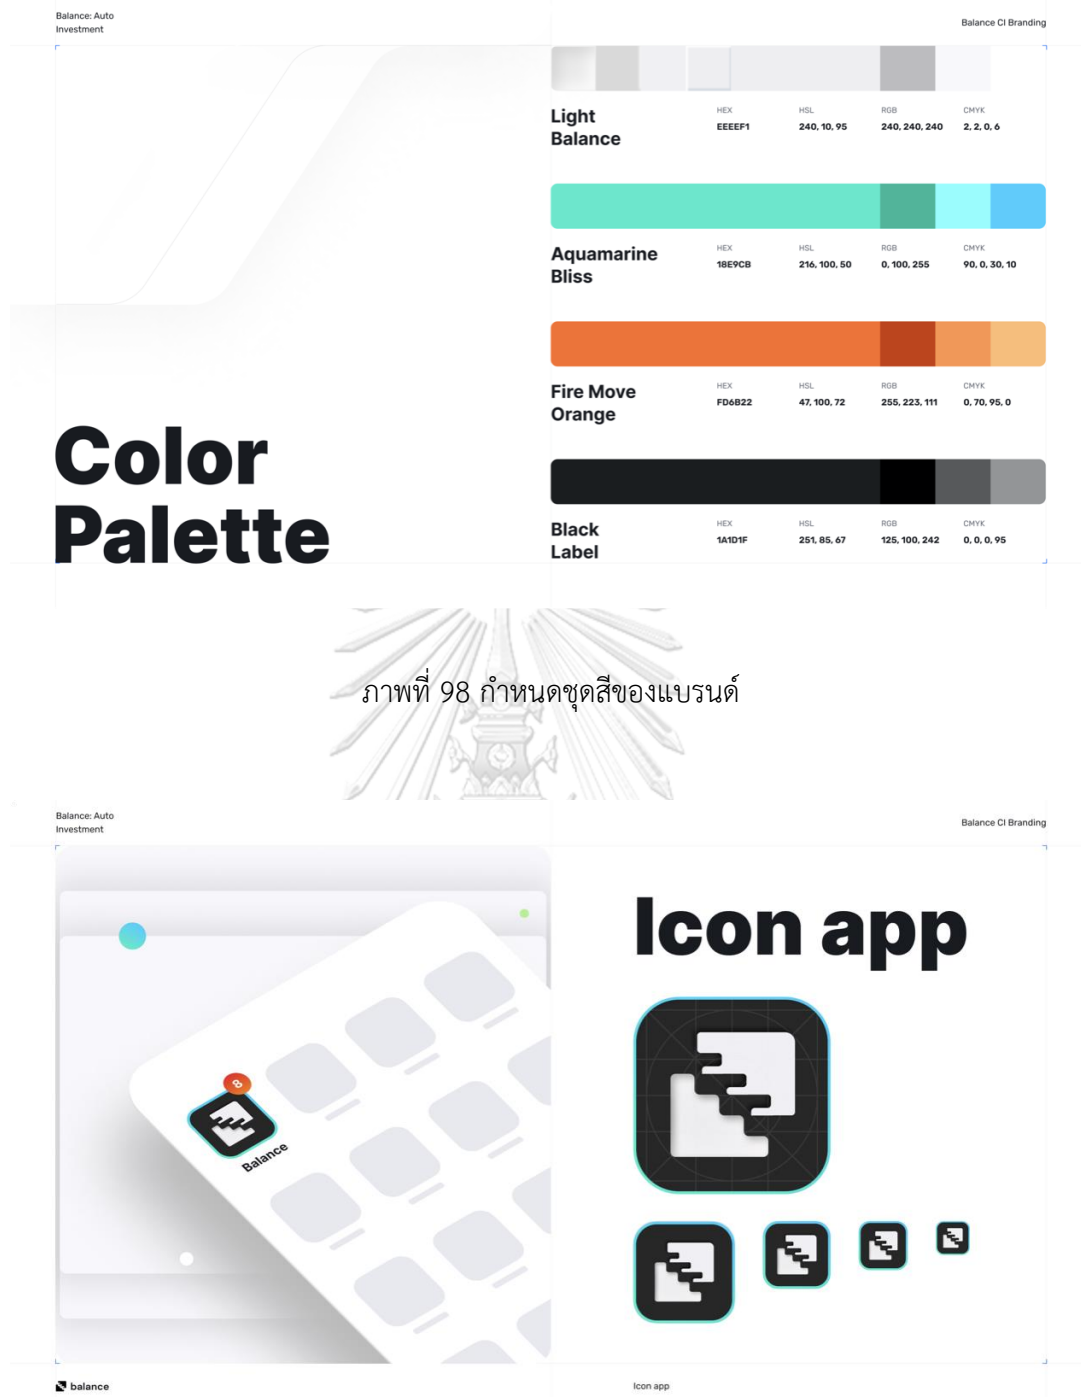 Balance: Auto
Investment
Balance CI Branding
Color
Palette
Light
Balance
HEX HSL RGB CMYK
EEEEF1 240, 10, 95 240, 240, 240 2, 2, 0, 6
Aquamarine
Bliss
HEX HSL RGB CMYK
18E9CB 216, 100, 50 0, 100, 255 90, 0, 30, 10
Fire Move
Orange
HEX HSL RGB CMYK
FD6B22 47, 100, 72 255, 223, 111 0, 70, 95, 0
Black
Label
HEX HSL RGB CMYK
1A1D1F 251, 85, 67 125, 100, 242 0, 0, 0, 95
ภาพที่ 98 กำหนดชุดสีของแบรนด์
Balance: Auto
Investment
Balance CI Branding
8
Balance
Icon app
balance
Icon app